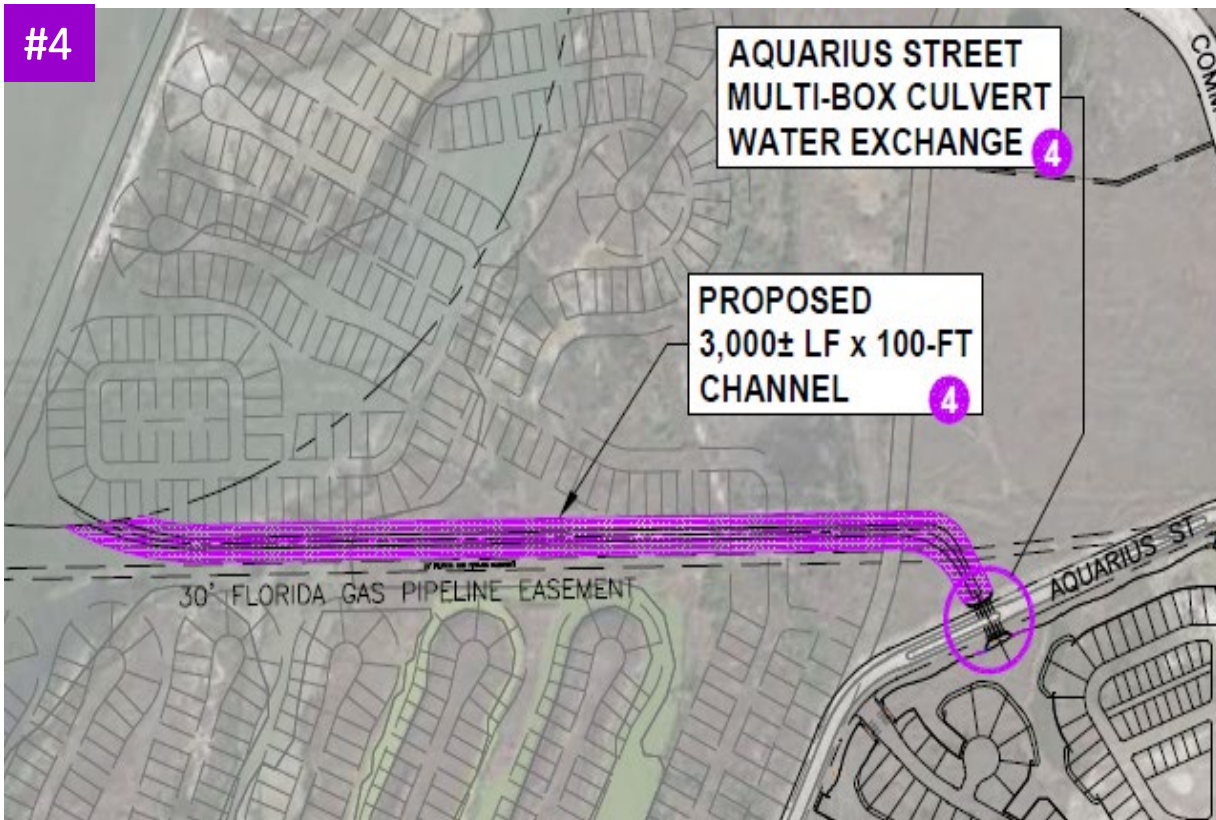 #4
AQUARIUS STREET
MULTI-BOX CULVERT
WATER EXCHANGE 4
COMM
PROPOSED
3,000± LF x 100-FT
CHANNEL 4
AQUARIUS ST
30' FLORIDA GAS PIPELINE EASEMENT